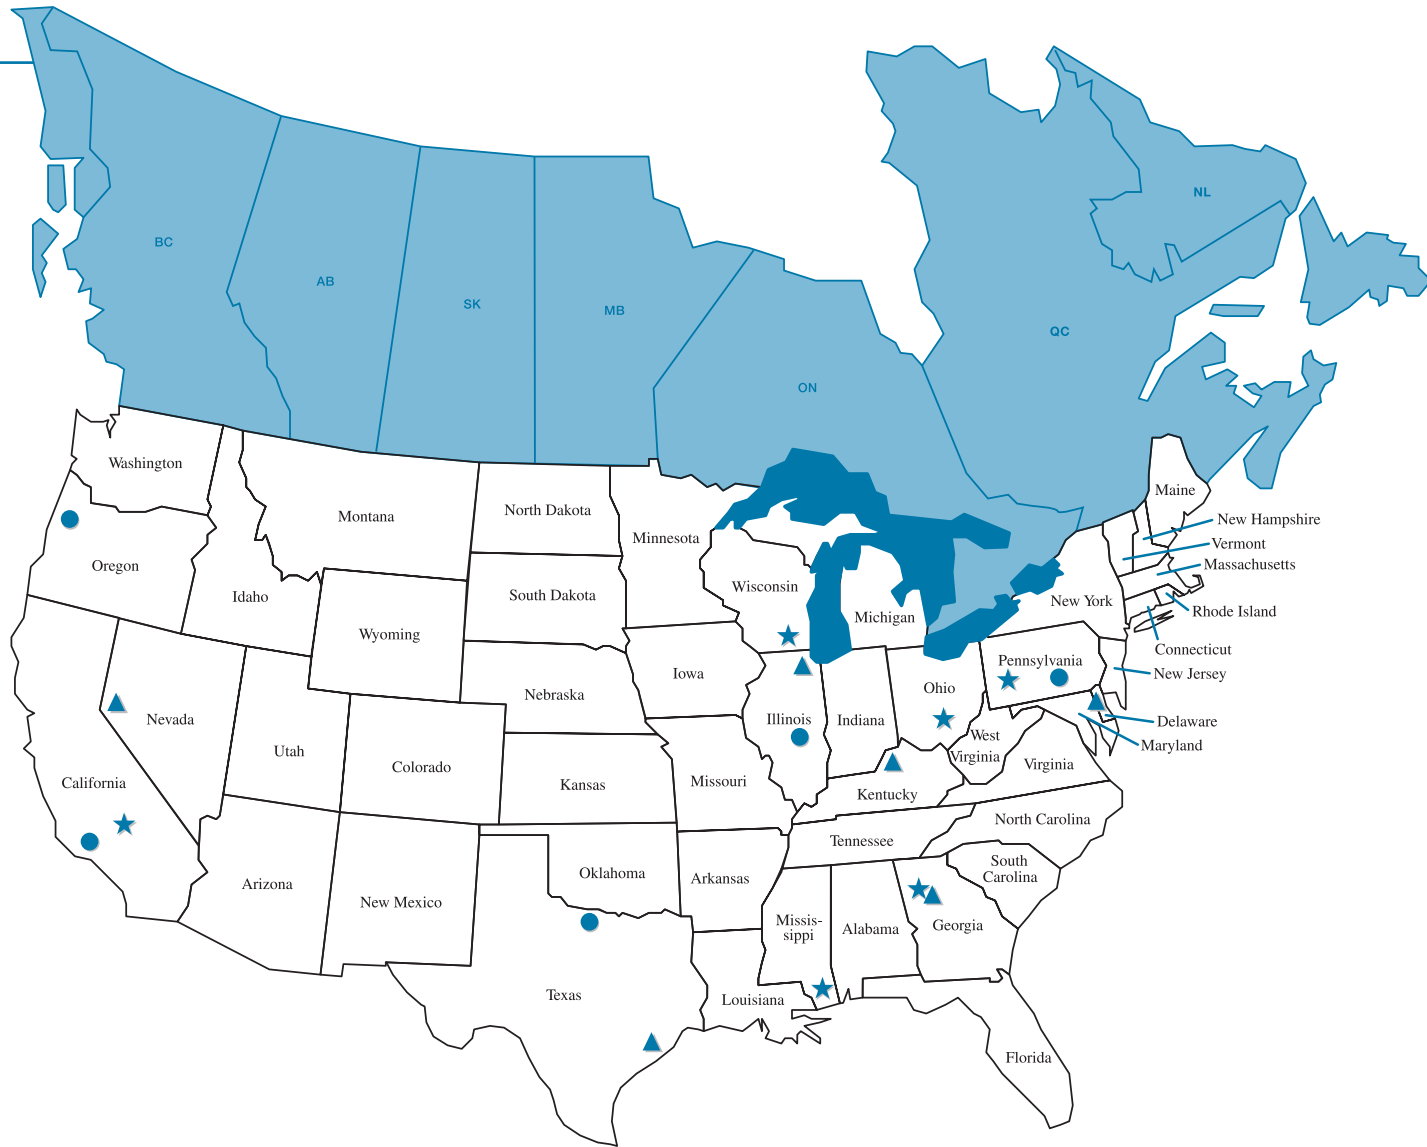 NL
BC
AB
SK
MB
QC
ON
Washington
Montana
North Dakota
Minnesota
Maine
New Hampshire
Vermont
Massachusetts
Oregon
Idaho
South Dakota
Wisconsin
Michigan
New York
Rhode Island
Wyoming
Connecticut
Iowa
Pennsylvania
New Jersey
Nebraska
Ohio
Nevada
Illinois
Indiana
Delaware
West
Virginia
Maryland
Utah
Colorado
Virginia
California
Kansas
Missouri
Kentucky
North Carolina
Tennessee
South
Carolina
Arizona
Oklahoma
Arkansas
New Mexico
Missis-
sippi
Alabama
Georgia
Texas
Louisiana
Florida